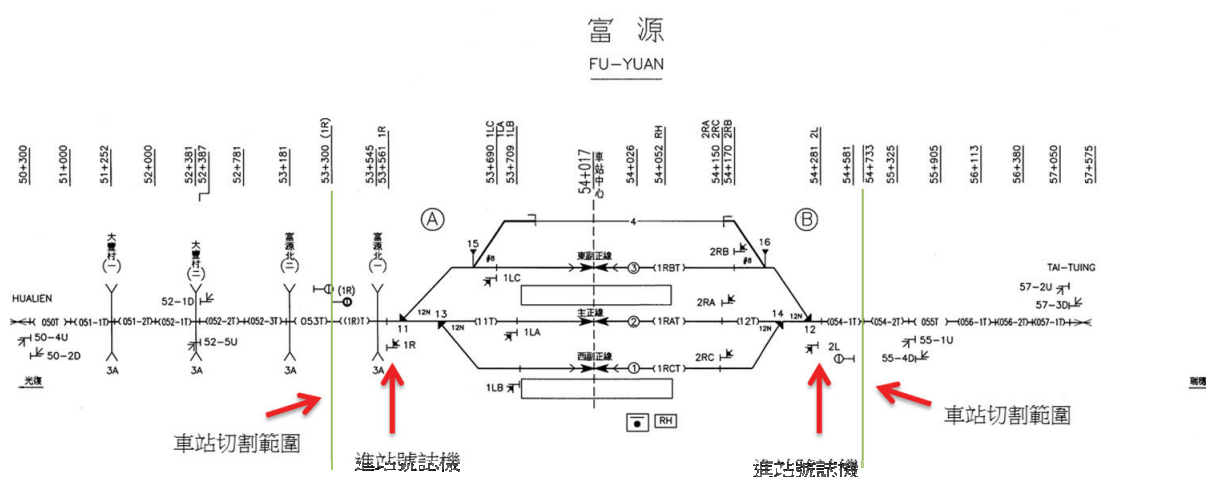 富源
FU-YUAN
50+300
51+000
51+252
52+000
52+381
52+387
52+781
53+181
53+300 (1R)
53+545
53+561 1R
53+690 1LC
1LA
53+709 1LB
54+017 車站中心
54+026
54+052 RH
2RA
54+150 2RC
54+170 2RB
54+281 2L
54+581
54+733
55+325
55+905
56+113
56+380
57+050
57+575
A
B
4
大豐村(一)
大豐村(二)
富源北(二)
富源北(一)
15
16
2RB
#8
#8
東副正線
3
(1RBT)
1LC
TAI-TUING
57-2U
57-3D
HUALIEN
52-1D
(1R)
2RA
主正線
050T
(051-1T)
(051-2T)
(052-1T)
(052-2T)
(052-3T)
053T
(1R)T
11
12N
13
12N
(11T)
2
(1RAT)
(12T)
14
12N
12N
12
(054-1T)
(054-2T)
055T
(056-1T)
(056-2T)
(057-1T)
50-4U
50-2D
52-5U
1R
1LA
2L
55-1U
55-4D
光復
3A
3A
3A
3A
西副正線
1
(1RCT)
2RC
1LB
瑞穗
RH
車站切割範圍
進站號誌機
進站號誌機
車站切割範圍